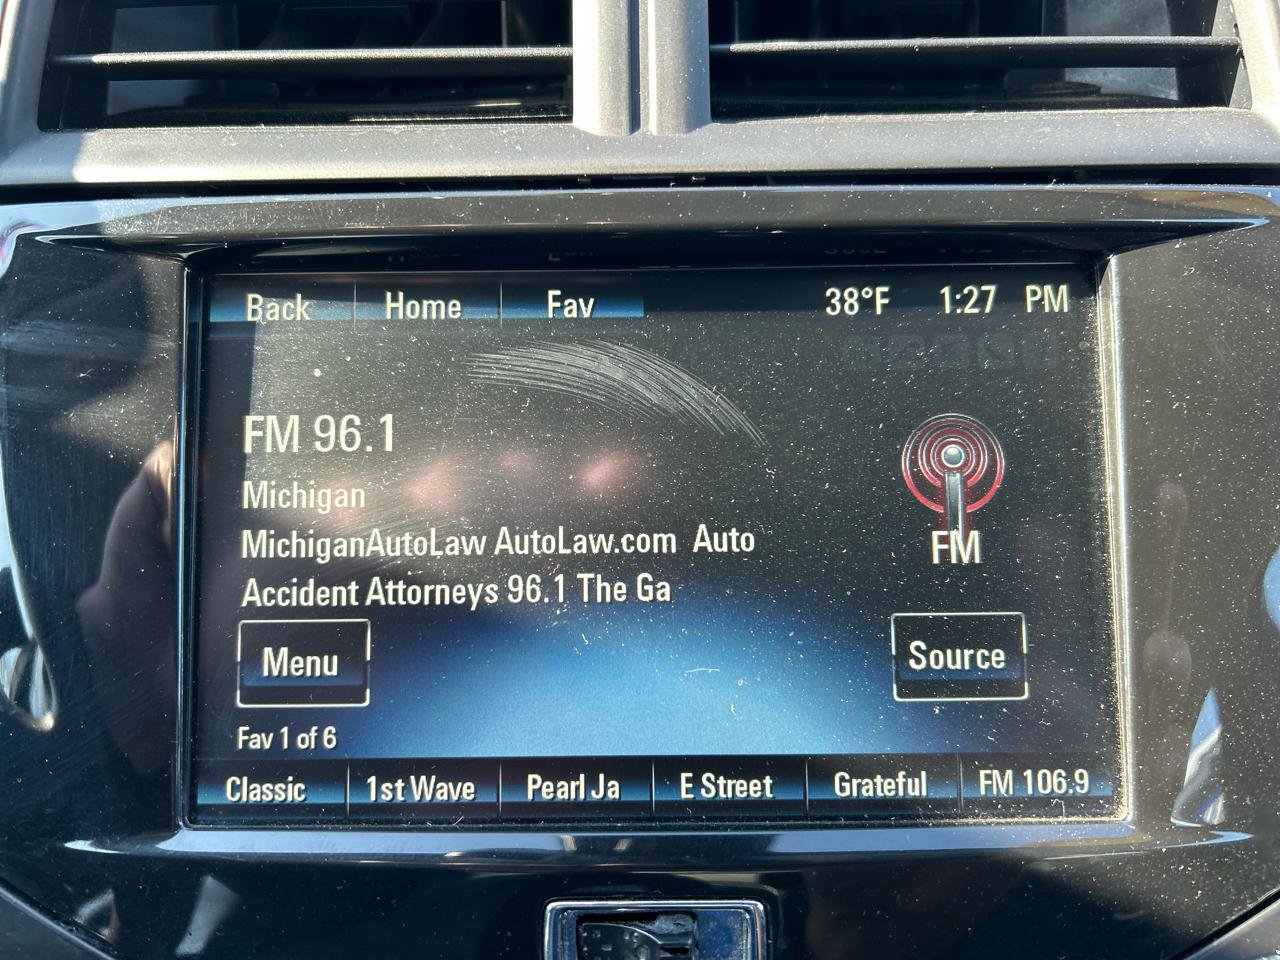 Back Home Fav 38°F 1:27 PM
FM 96.1
Michigan
MichiganAutoLaw AutoLaw.com Auto
Accident Attorneys 96.1 The Ga
FM
Menu Source
Fav 1 of 6
Classic 1st Wave Pearl Ja E Street Grateful FM 106.9